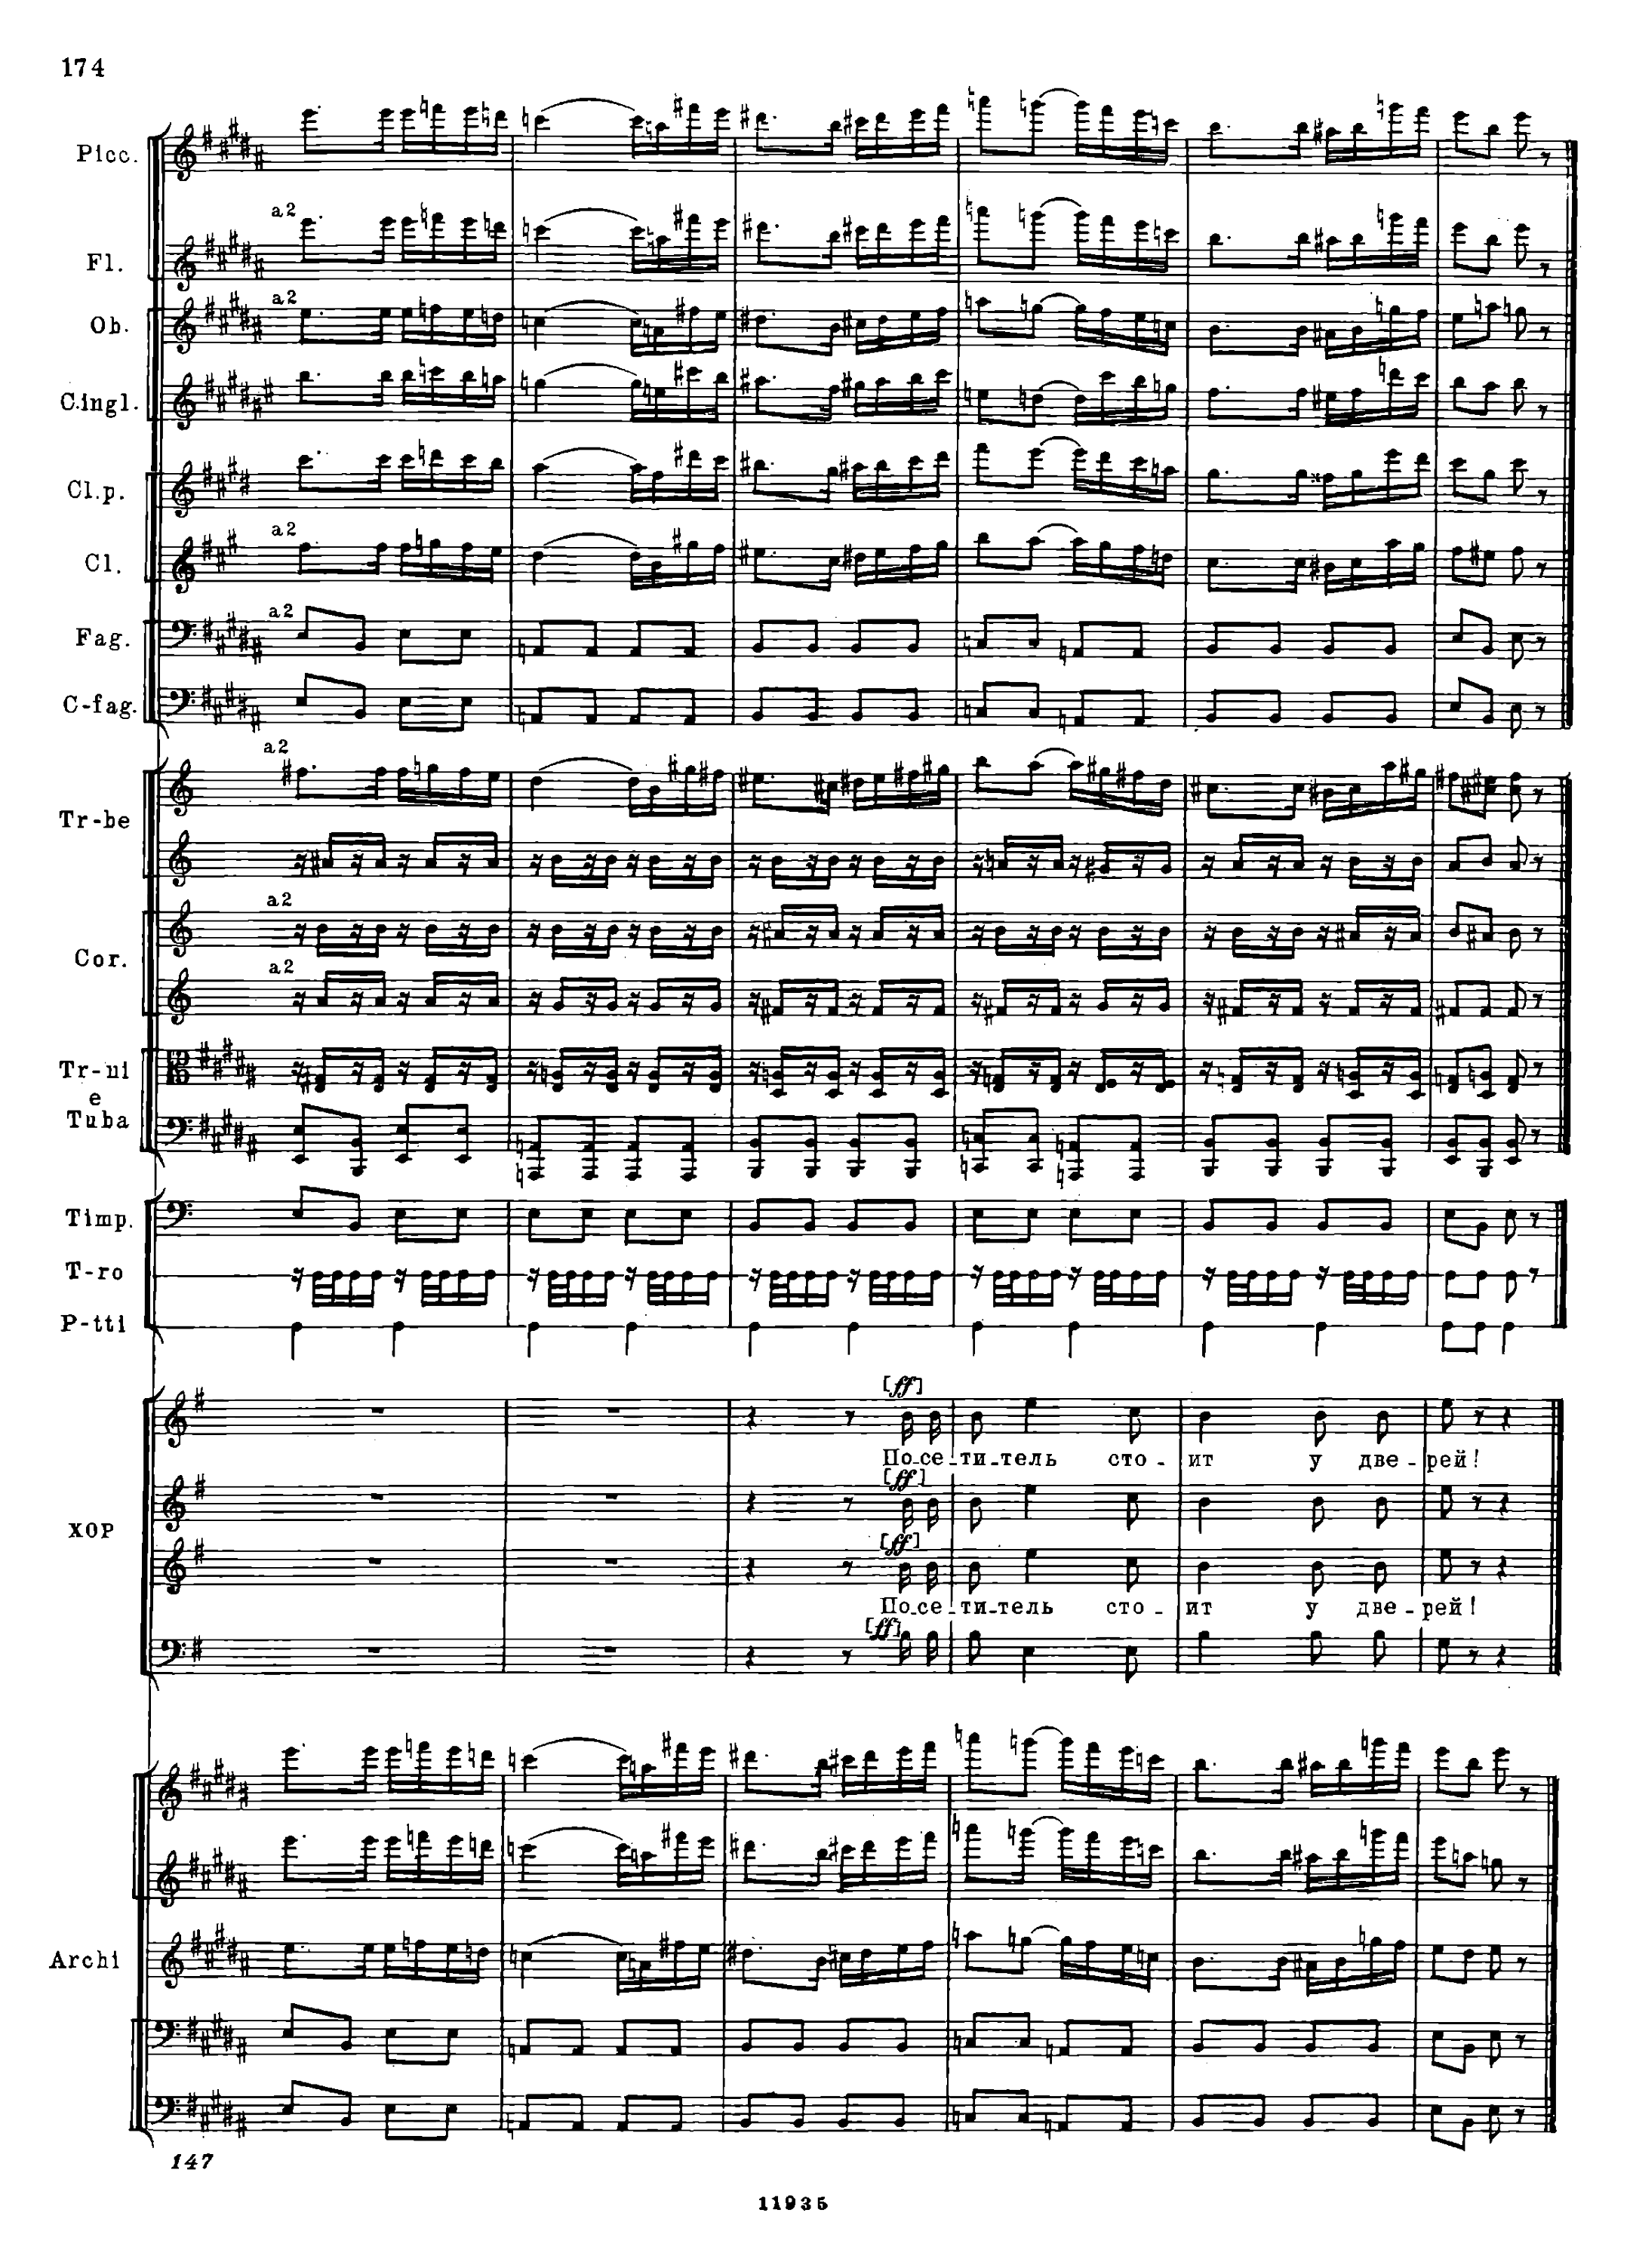 174
Picc.
a2
Fl.
a2
Ob.
C.ingl.
Cl.p.
a2
Cl.
a2
Fag.
C-fag.
a2
Tr-be
a2
Cor.
a2
Tr-ni
e
Tuba
Timp.
T-ro
P-tti
[ff]
По-се-ти-тель сто- ит у две-рей!
[ff]
ХОР
[ff]
По-се-ти-тель сто- ит у две-рей!
[ff]
Archi
147
11935